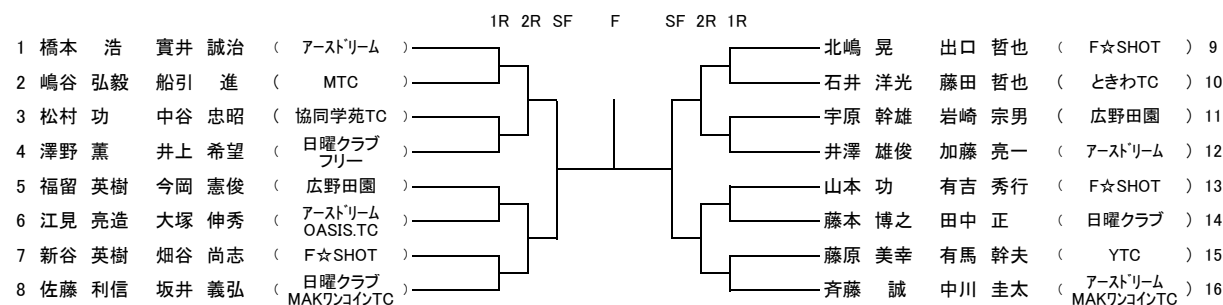 1R 2R SF F SF 2R 1R
1 橋本 浩 實井 誠治 ( アースドリーム )
2 嶋谷 弘毅 船引 進 ( MTC )
3 松村 功 中谷 忠昭 ( 協同学苑TC )
4 澤野 薫 井上 希望 ( 日曜クラブ
フリー )
5 福留 英樹 今岡 憲俊 ( 広野田園 )
6 江見 亮造 大塚 伸秀 ( アースドリーム
OASIS.TC )
7 新谷 英樹 畑谷 尚志 ( F☆SHOT )
8 佐藤 利信 坂井 義弘 ( 日曜クラブ
MAKワンコインTC )
北嶋 晃 出口 哲也 ( F☆SHOT ) 9
石井 洋光 藤田 哲也 ( ときわTC ) 10
宇原 幹雄 岩崎 宗男 ( 広野田園 ) 11
井澤 雄俊 加藤 亮一 ( アースドリーム ) 12
山本 功 有吉 秀行 ( F☆SHOT ) 13
藤本 博之 田中 正 ( 日曜クラブ ) 14
藤原 美幸 有馬 幹夫 ( YTC ) 15
斉藤 誠 中川 圭太 ( アースドリーム
MAKワンコインTC ) 16